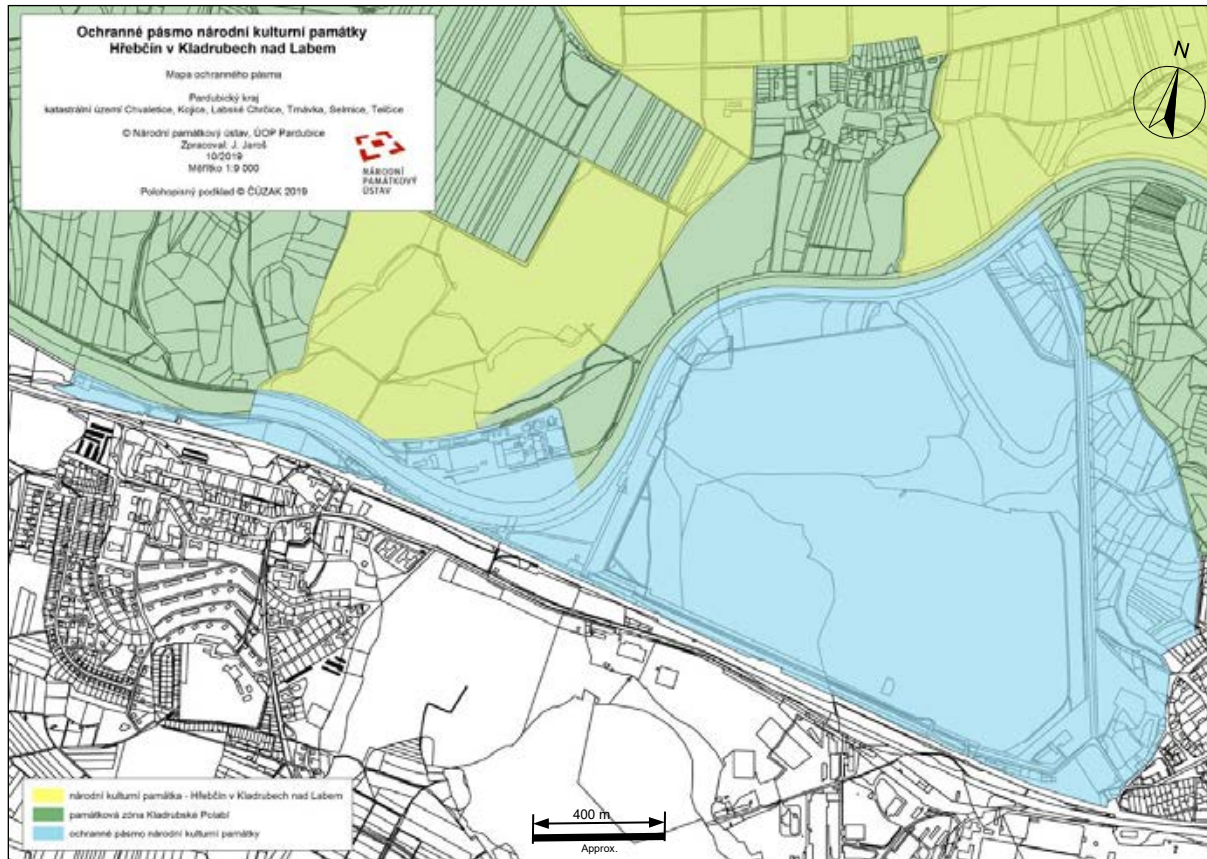 Ochranné pásmo národní kulturní památky
Hřebčín v Kladrubech nad Labem
Mapa ochranného pásma
Pardubický kraj
katastrální území Chvaletice, Kojice, Labské Chrčice, Trnávka, Selmice, Telčice
© Národní památkový ústav, ÚOP Pardubice
Zpracoval: J. Jaroš
10/2019
Měřítko 1:9 000
NÁRODNÍ
PAMÁTKOVÝ
ÚSTAV
Polohopisný podklad © ČÚZAK 2019
N
národní kulturní památka - Hřebčín v Kladrubech nad Labem
památková zóna Kladrubské Polabí
ochranné pásmo národní kulturní památky
400 m
Approx.